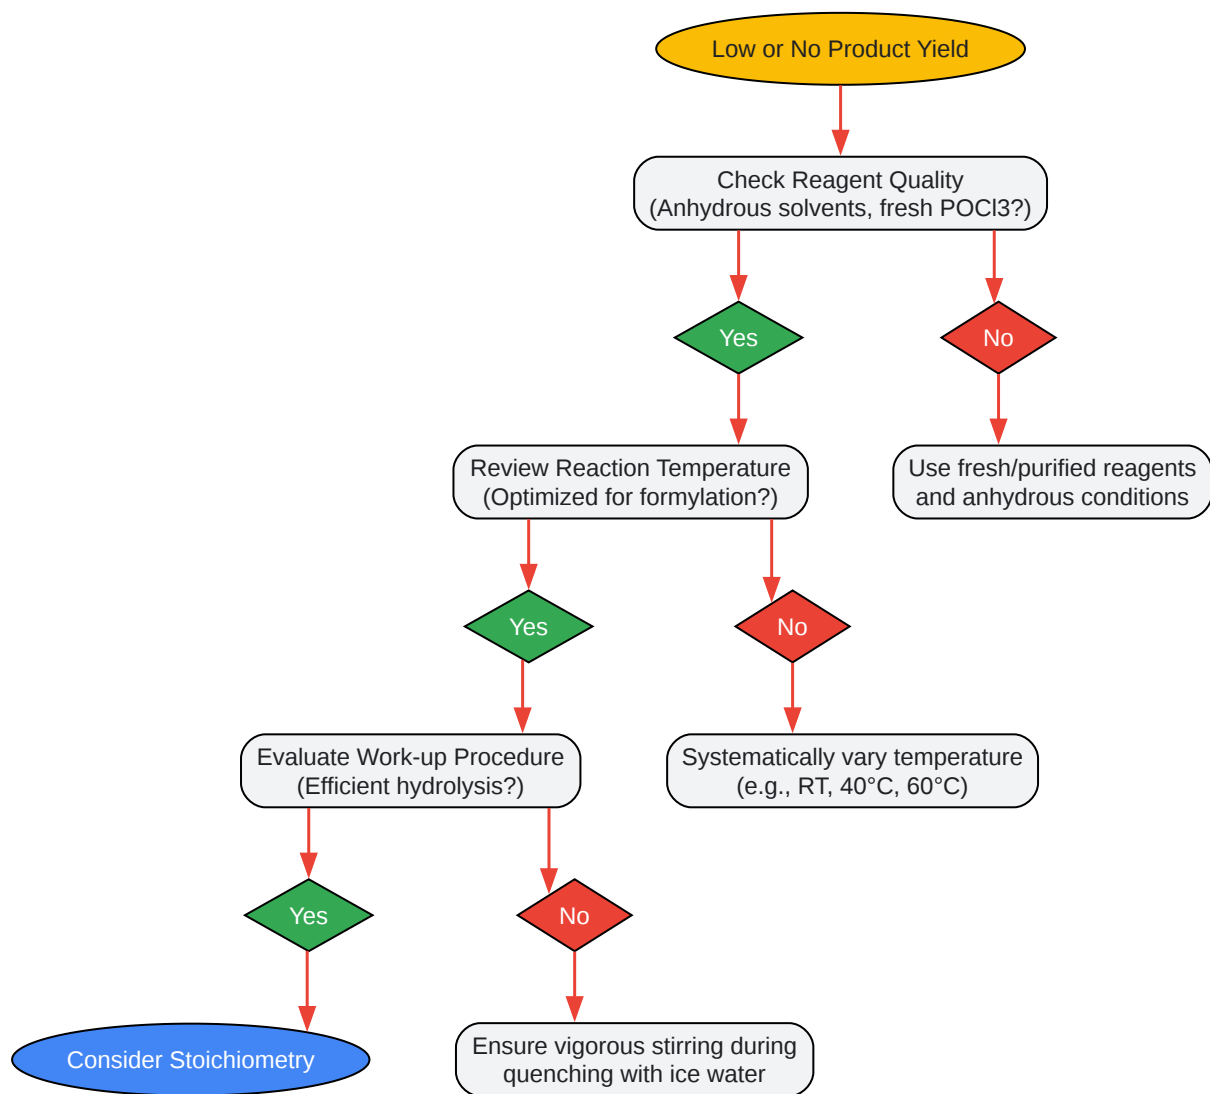 Low or No Product Yield
Check Reagent Quality
(Anhydrous solvents, fresh POCl3?)
Yes
No
Review Reaction Temperature
(Optimized for formylation?)
Use fresh/purified reagents
and anhydrous conditions
Yes
No
Evaluate Work-up Procedure
(Efficient hydrolysis?)
Systematically vary temperature
(e.g., RT, 40°C, 60°C)
Yes
No
Consider Stoichiometry
Ensure vigorous stirring during
quenching with ice water